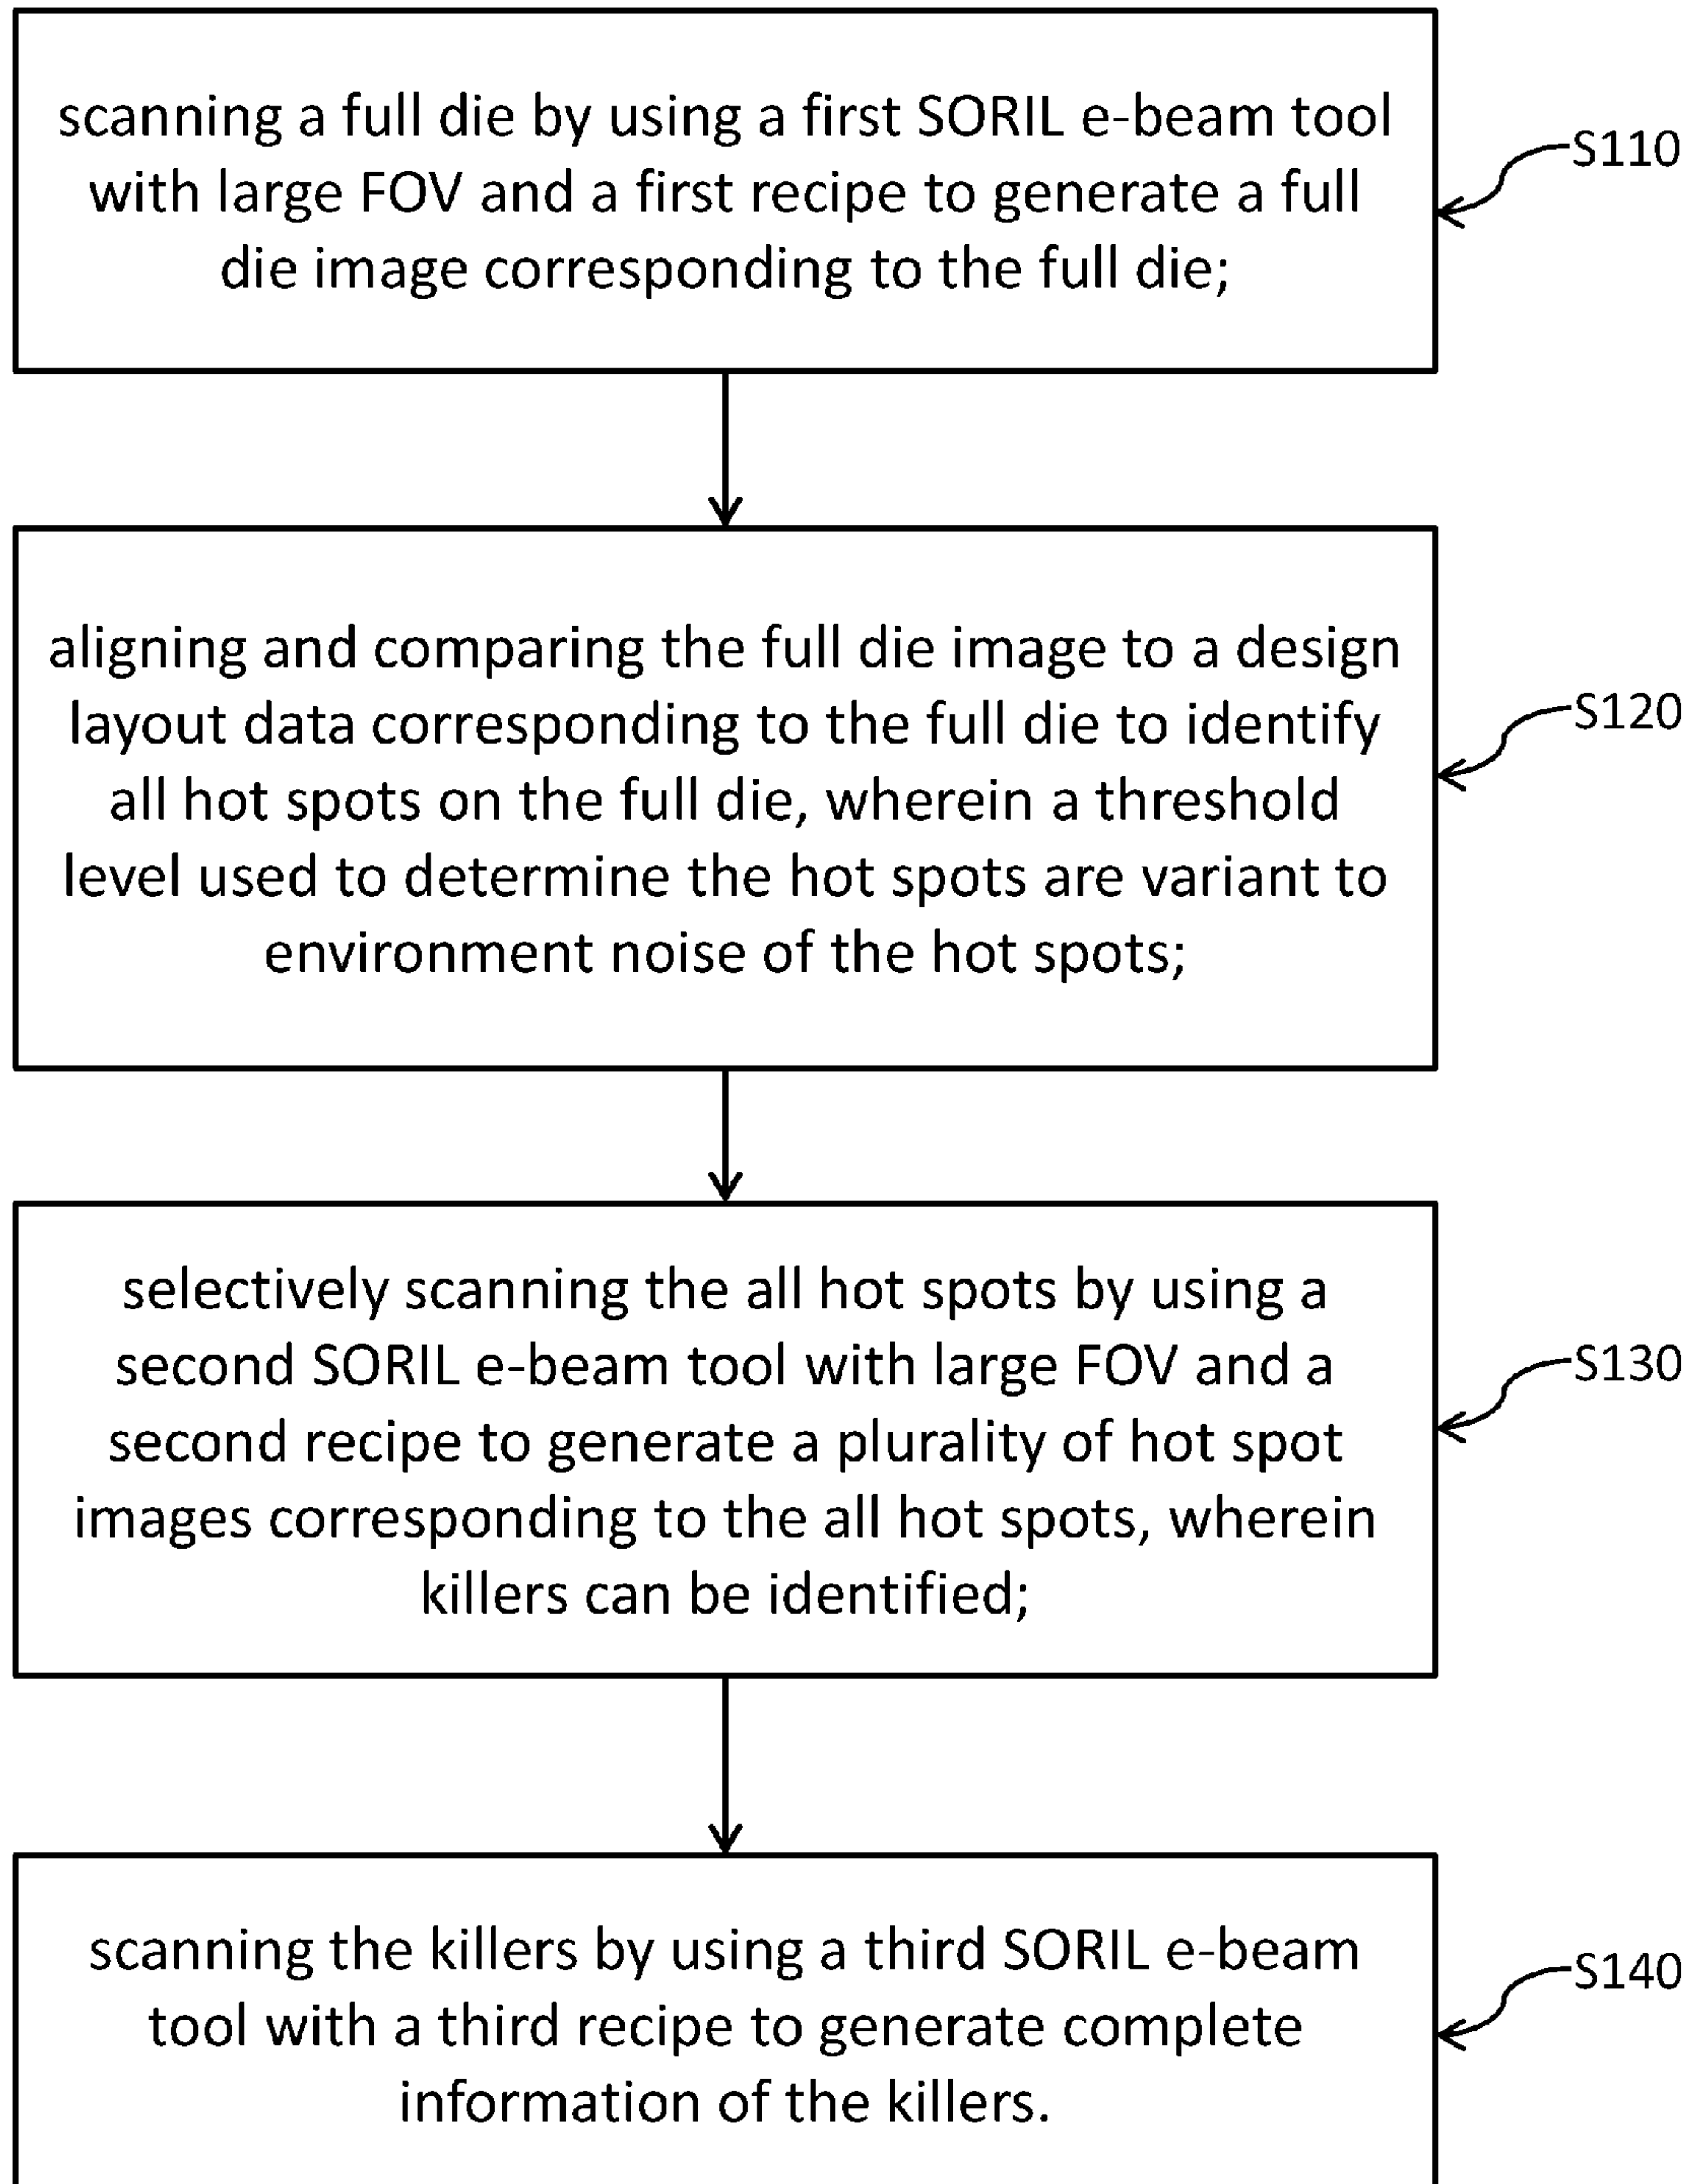 scanning a full die by using a first SORIL e-beam tool
with large FOV and a first recipe to generate a full
die image corresponding to the full die;
S110
aligning and comparing the full die image to a design
layout data corresponding to the full die to identify
all hot spots on the full die, wherein a threshold
level used to determine the hot spots are variant to
environment noise of the hot spots;
S120
selectively scanning the all hot spots by using a
second SORIL e-beam tool with large FOV and a
second recipe to generate a plurality of hot spot
images corresponding to the all hot spots, wherein
killers can be identified;
S130
scanning the killers by using a third SORIL e-beam
tool with a third recipe to generate complete
information of the killers.
S140